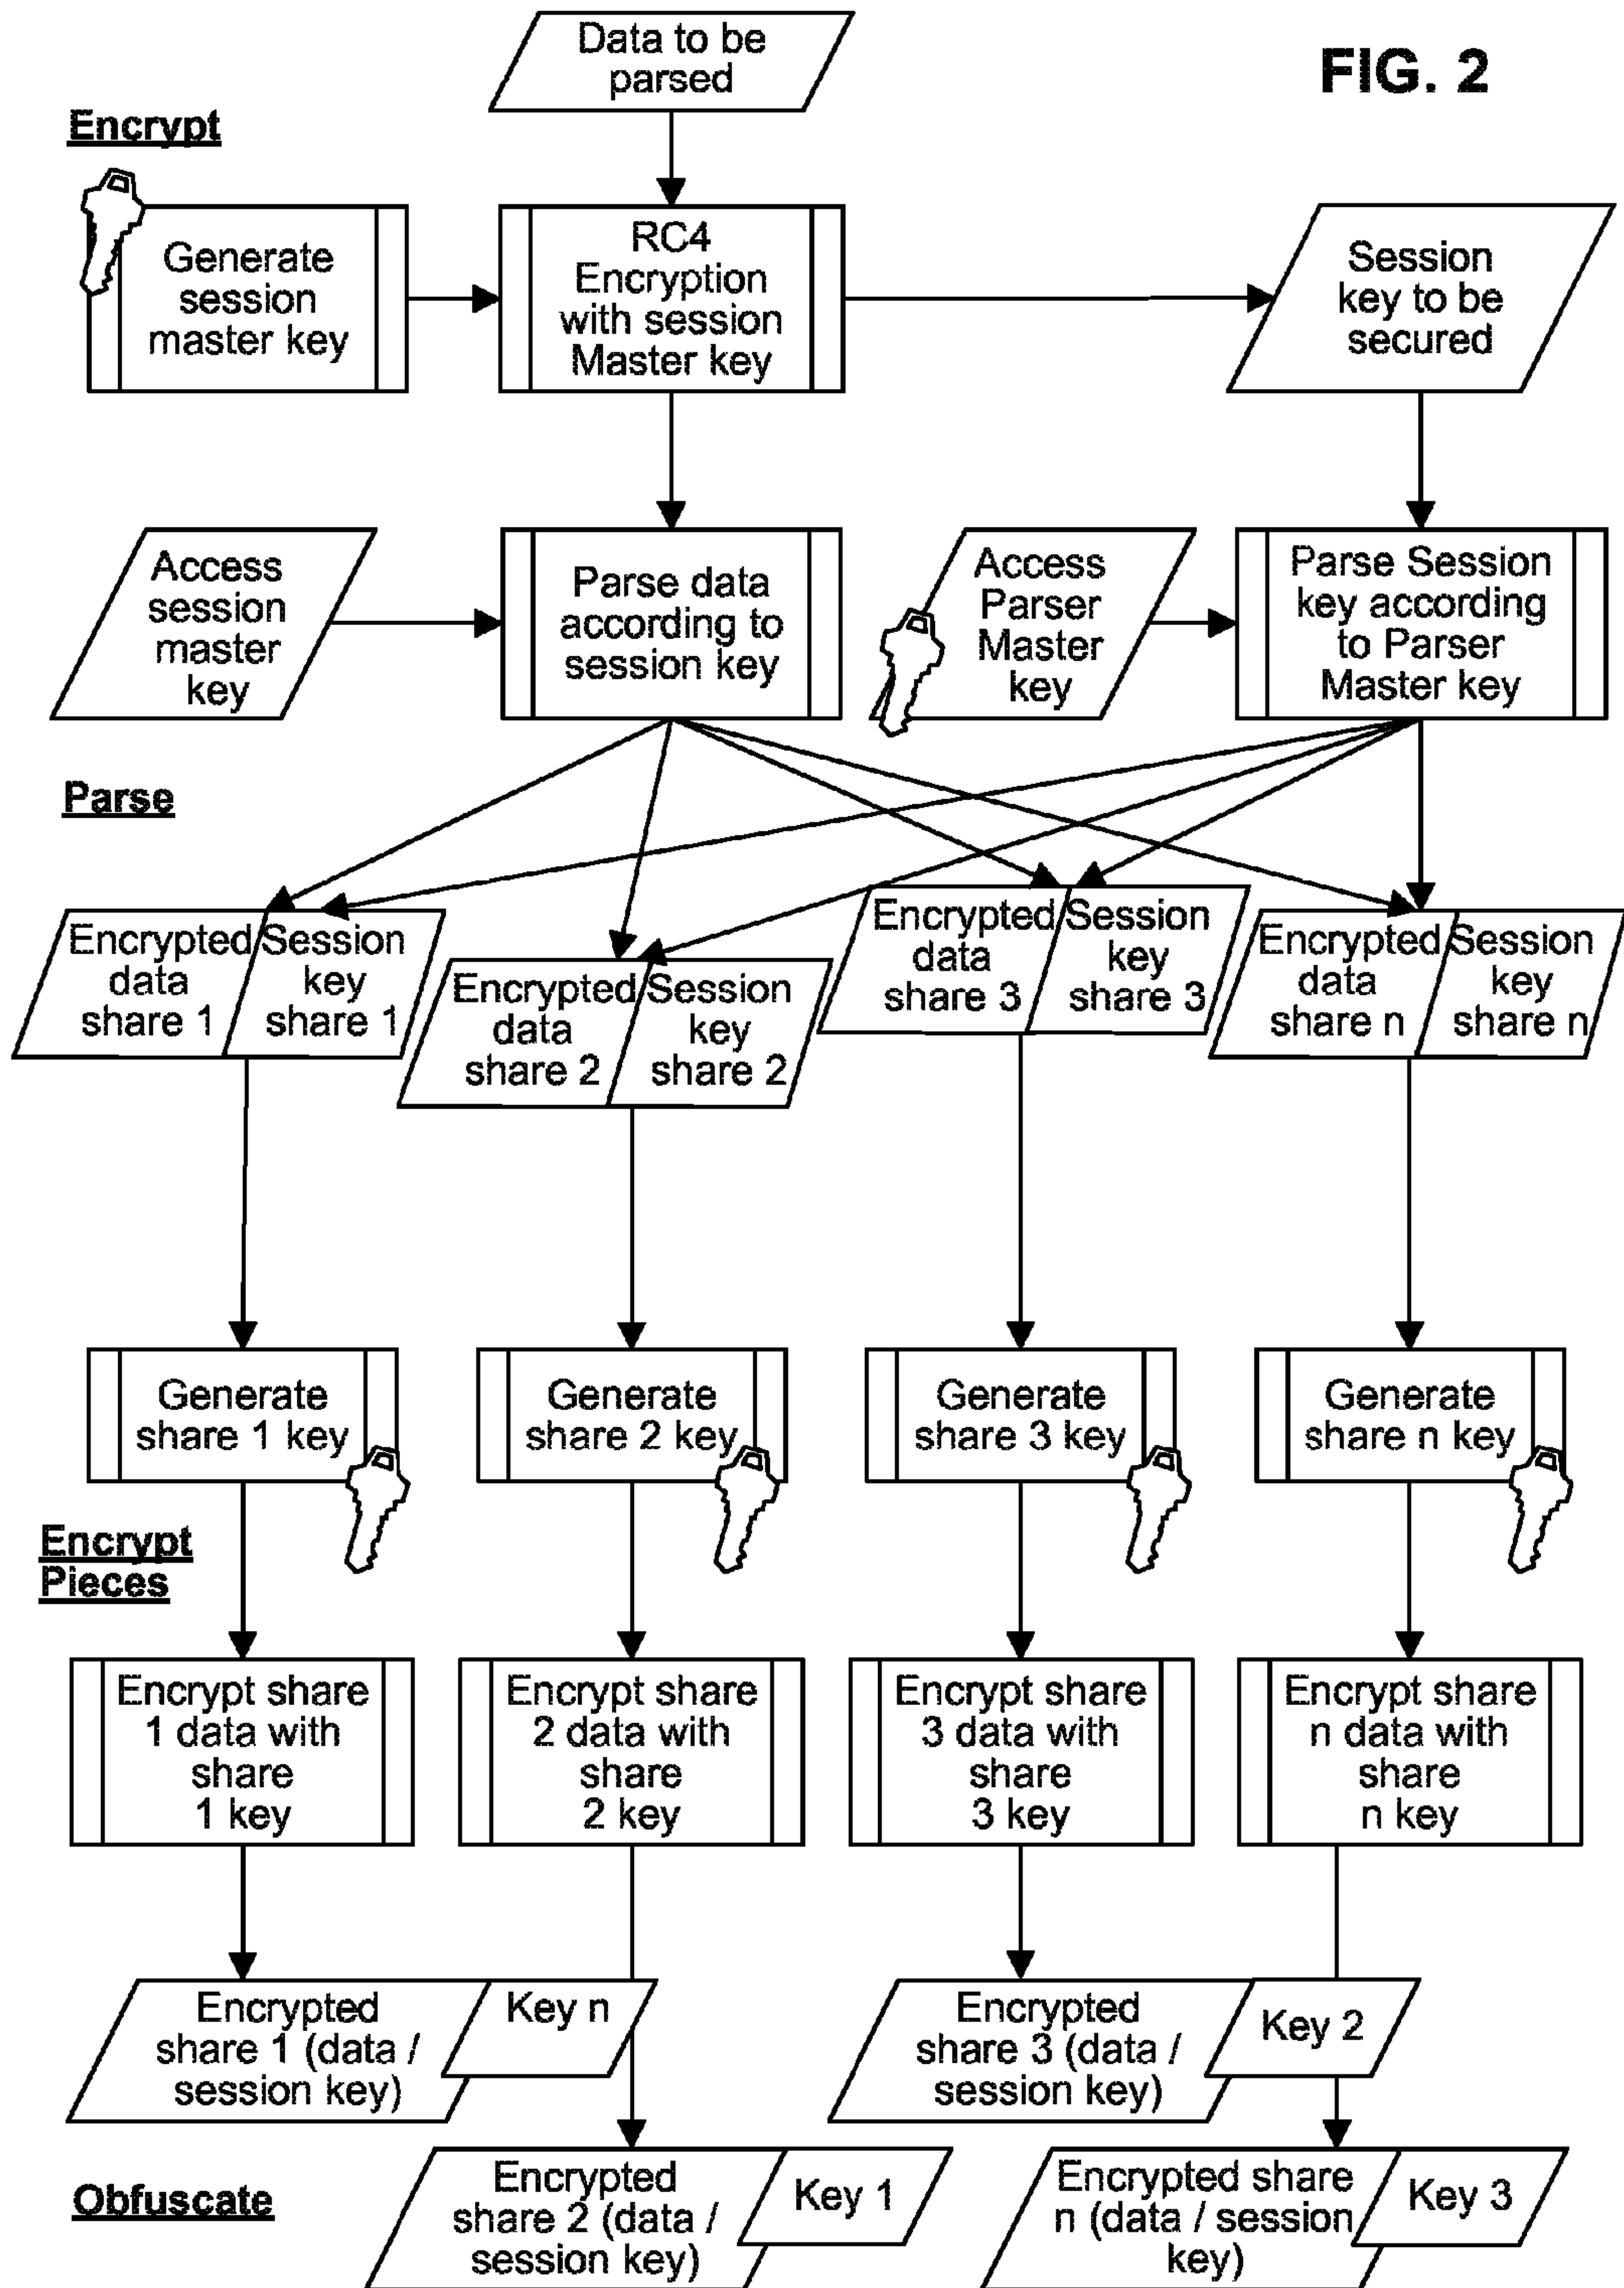 Data to be
parsed
FIG. 2
Encrypt
Generate
session
master key
RC4
Encryption
with session
Master key
Session
key to be
secured
Access
session
master
key
Parse data
according to
session key
Access
Parser
Master
key
Parse Session
key according
to Parser
Master key
Parse
Encrypted
data
share 1
Session
key
share 1
Encrypted
data
share 2
Session
key
share 2
Encrypted
data
share 3
Session
key
share 3
Encrypted
data
share n
Session
key
share n
Generate
share 1 key
Generate
share 2 key
Generate
share 3 key
Generate
share n key
Encrypt
Pieces
Encrypt share
1 data with
share
1 key
Encrypt share
2 data with
share
2 key
Encrypt share
3 data with
share
3 key
Encrypt share
n data with
share
n key
Encrypted
share 1 (data /
session key)
Key n
Encrypted
share 3 (data /
session key)
Key 2
Obfuscate
Encrypted
share 2 (data /
session key)
Key 1
Encrypted share
n (data / session
key)
Key 3